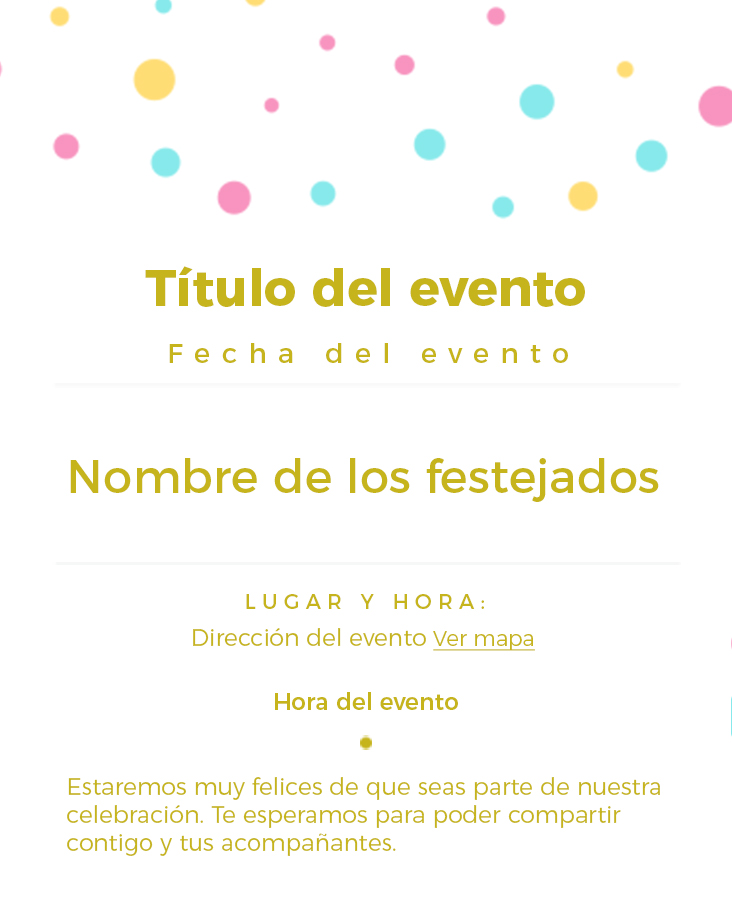 Título del evento
Fecha del evento
Nombre de los festejados
LUGAR Y HORA:
Dirección del evento Ver mapa
Hora del evento
Estaremos muy felices de que seas parte de nuestra
celebración. Te esperamos para poder compartir
contigo y tus acompañantes.